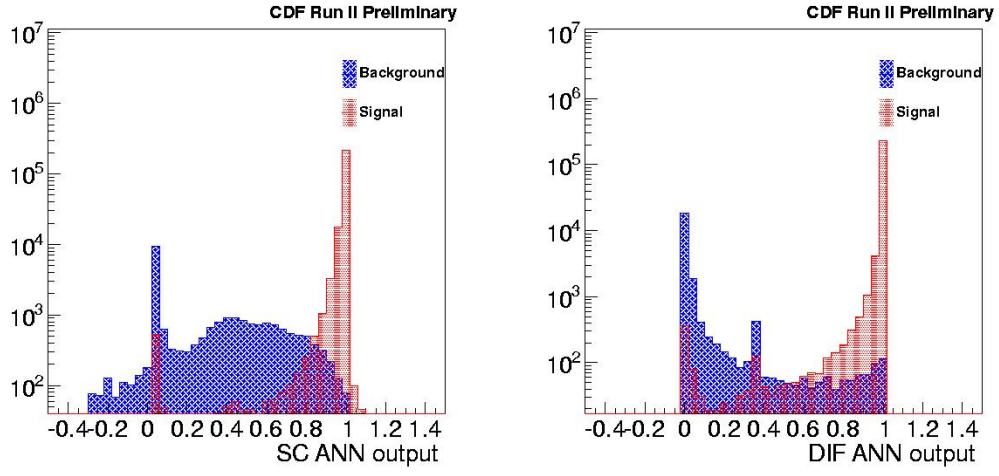 CDF Run II Preliminary
10^7
10^6
10^5
10^4
10^3
10^2
Background
Signal
-0.4 -0.2 0 0.2 0.4 0.6 0.8 1 1.2 1.4
SC ANN output
CDF Run II Preliminary
10^7
10^6
10^5
10^4
10^3
10^2
Background
Signal
-0.4 -0.2 0 0.2 0.4 0.6 0.8 1 1.2 1.4
DIF ANN output